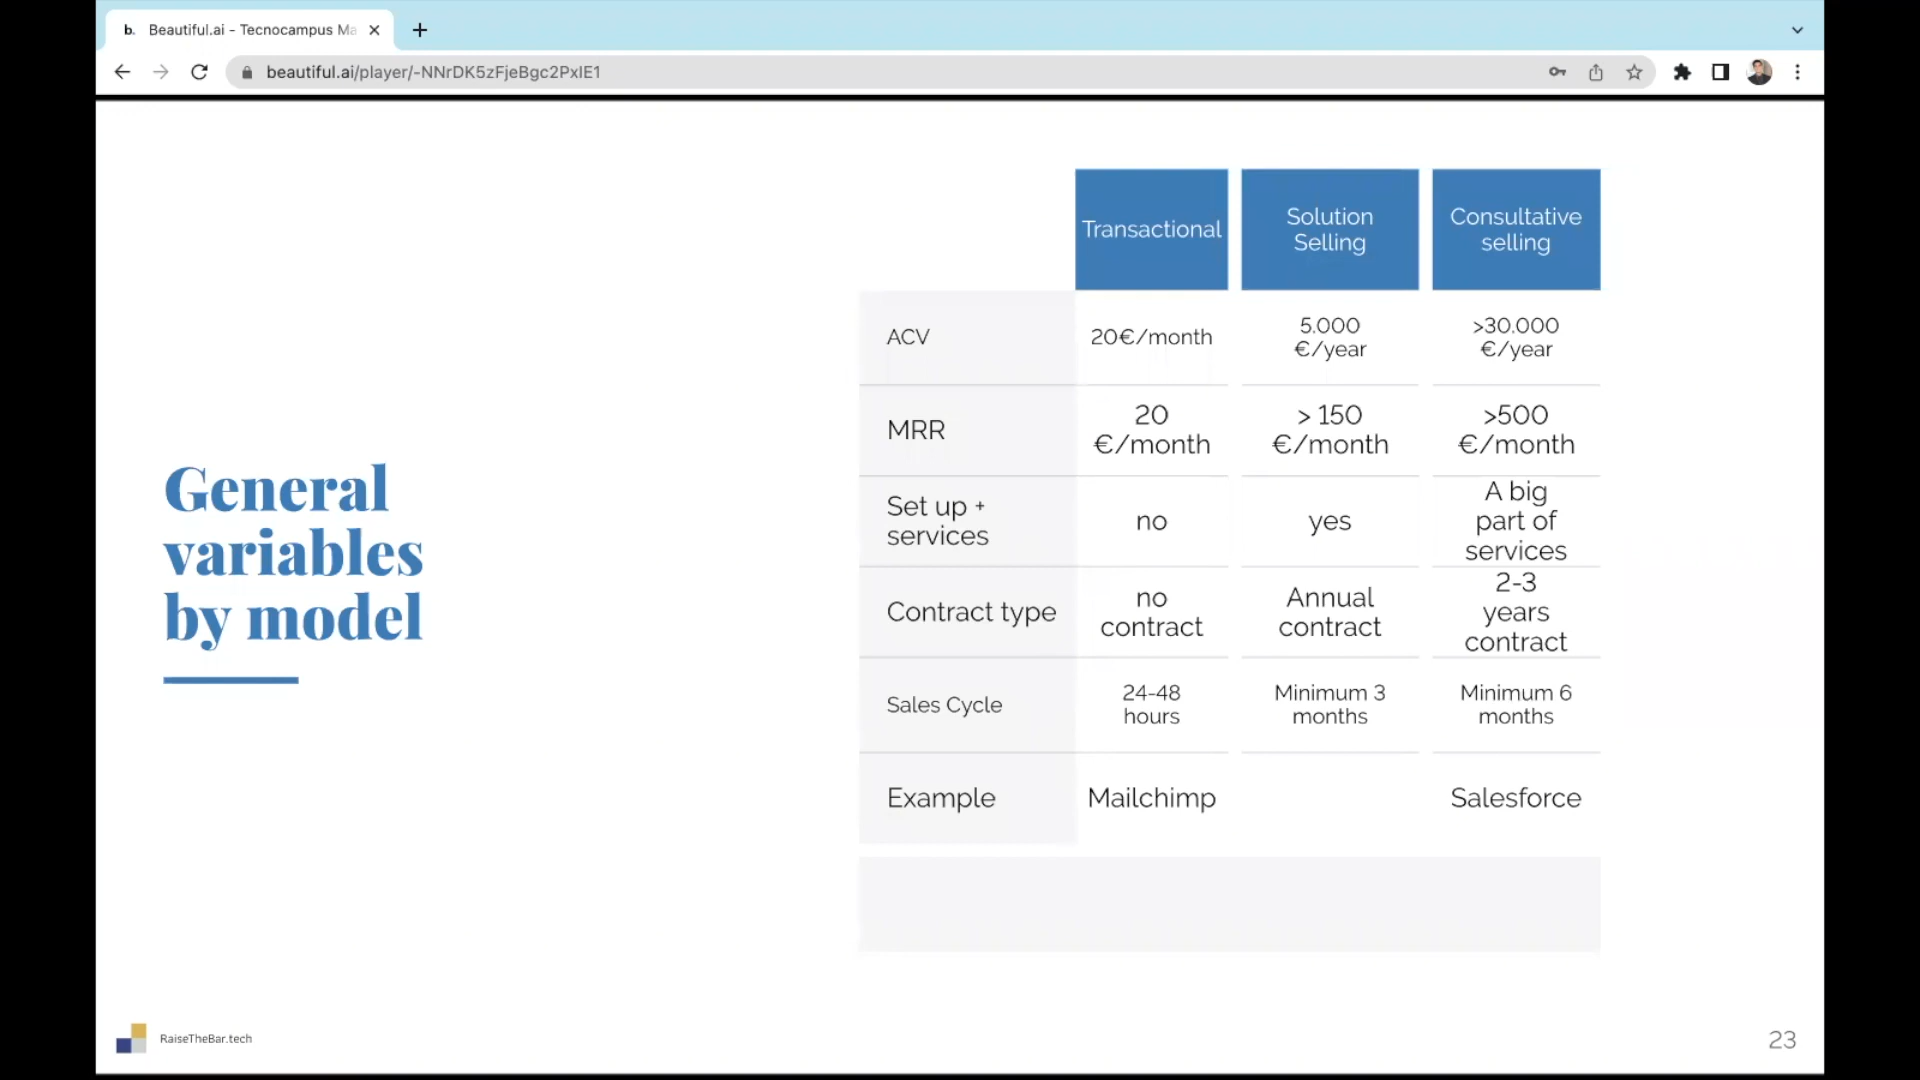 b. Beautiful.ai - Tecnocampus Ma
beautiful.ai/player/-NNrDK5zFjeBgc2PxIE1
General
variables
by model
Transactional
Solution
Selling
Consultative
selling
ACV
20€/month
5.000
€/year
>30.000
€/year
MRR
20
€/month
> 150
€/month
>500
€/month
Set up +
services
no
yes
A big
part of
services
Contract type
no
contract
Annual
contract
2-3
years
contract
Sales Cycle
24-48
hours
Minimum 3
months
Minimum 6
months
Example
Mailchimp
Salesforce
RaiseTheBar.tech
23